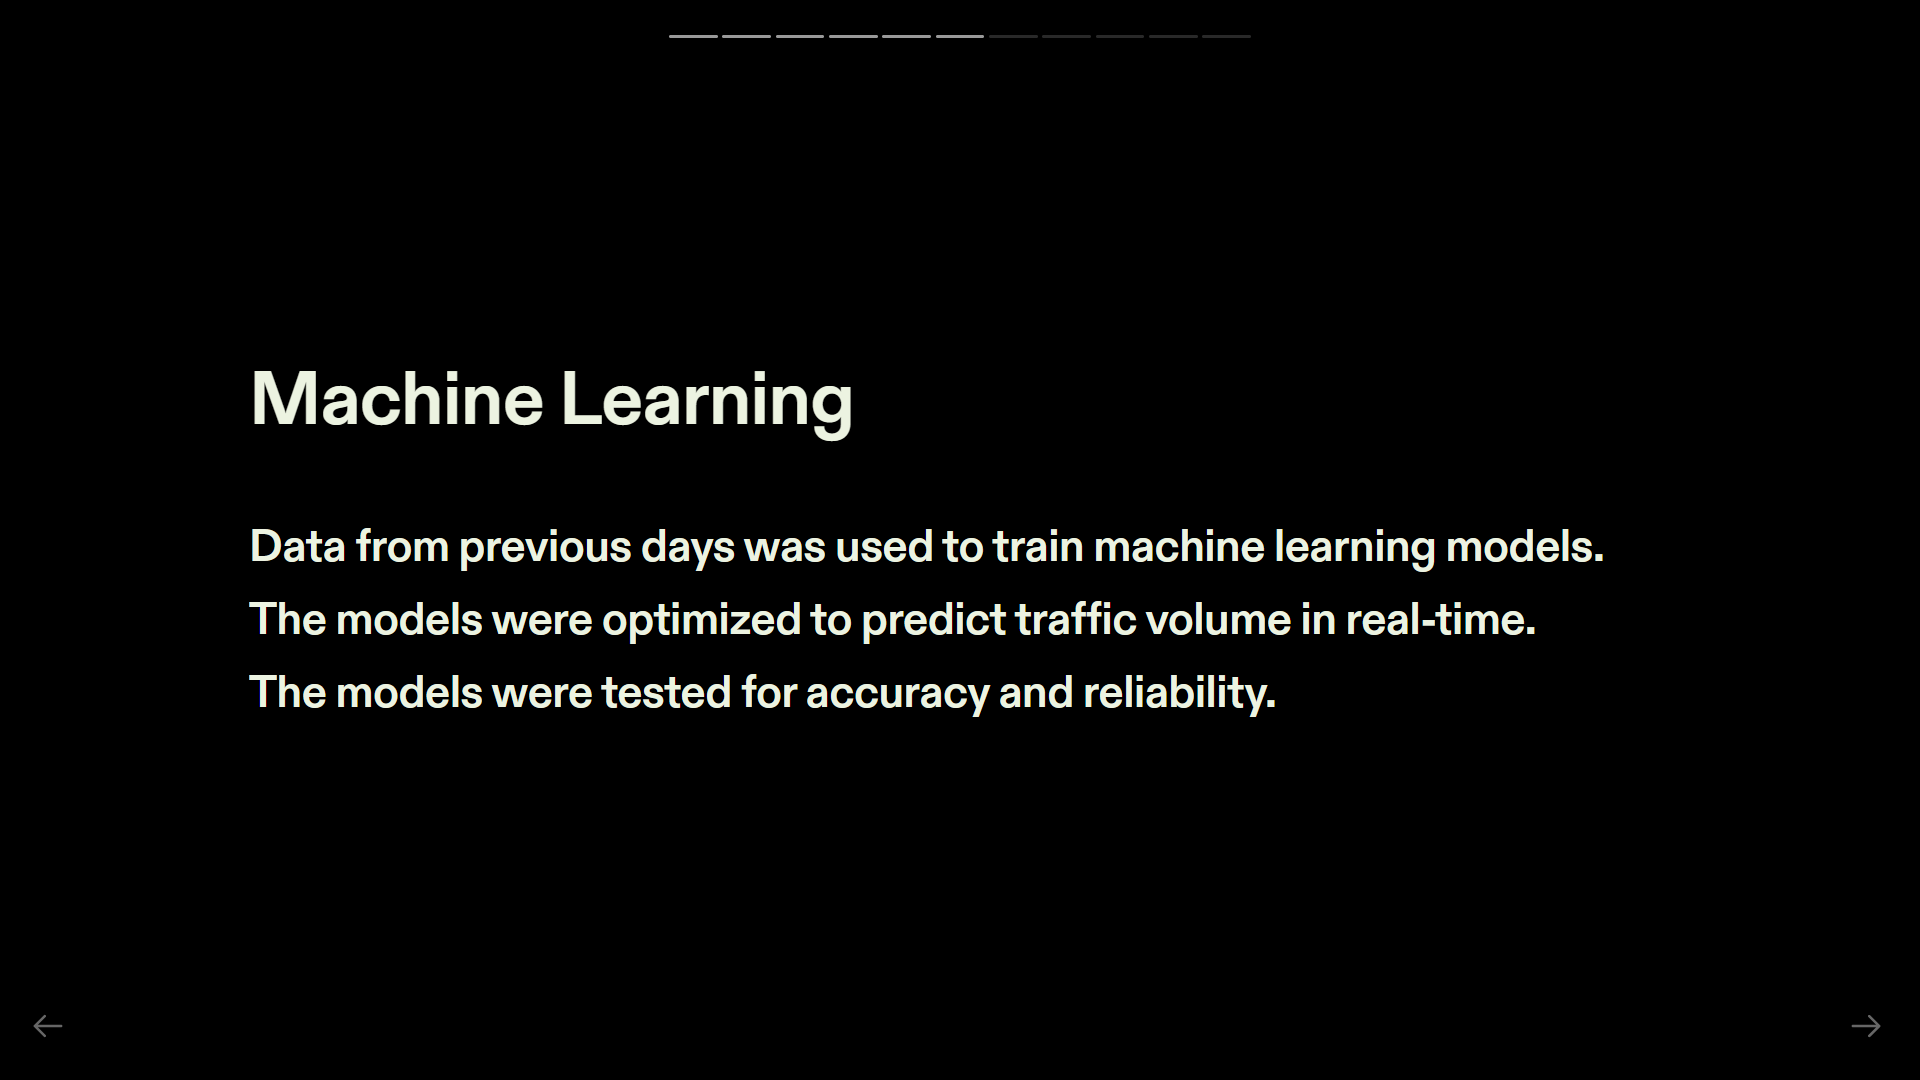 Machine Learning
Data from previous days was used to train machine learning models.
The models were optimized to predict traffic volume in real-time.
The models were tested for accuracy and reliability.